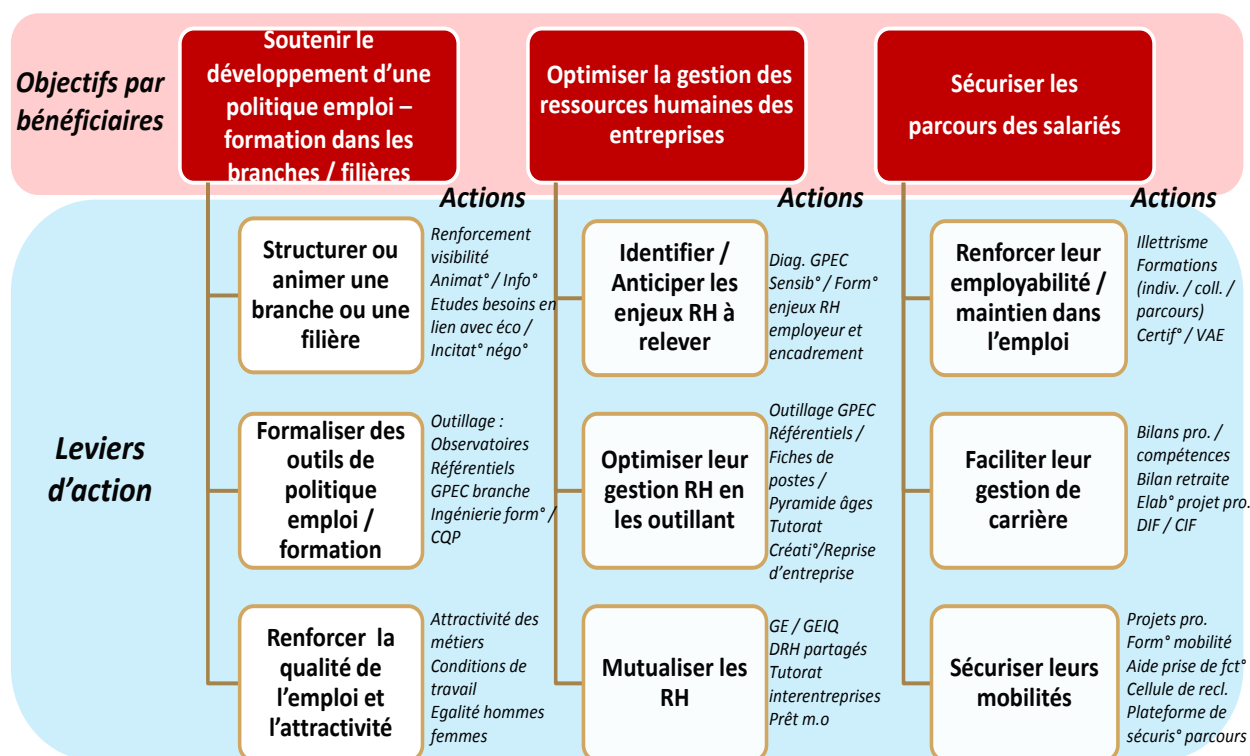 Objectifs par
bénéficiaires
Soutenir le
développement d'une
politique emploi –
formation dans les
branches / filières
Optimiser la gestion des
ressources humaines des
entreprises
Sécuriser les
parcours des salariés
Leviers
d'action
Actions
Structurer ou
animer une
branche ou une
filière
Renforcement
visibilité
Animat° / Info°
Etudes besoins en
lien avec éco /
Incitat° négo°
Formaliser des
outils de
politique
emploi /
formation
Outillage :
Observatoires
Référentiels
GPEC branche
Ingénierie form° /
CQP
Renforcer la
qualité de
l'emploi et
l'attractivité
Attractivité des
métiers
Conditions de
travail
Egalité hommes
femmes
Actions
Identifier /
Anticiper les
enjeux RH à
relever
Diag. GPEC
Sensib° / Form°
enjeux RH
employeur et
encadrement
Optimiser leur
gestion RH en
les outillant
Outillage GPEC
Référentiels /
Fiches de
postes /
Pyramide âges
Tutorat
Créati°/Reprise
d'entreprise
Mutualiser les
RH
GE / GEIQ
DRH partagés
Tutorat
interentreprises
Prêt m.o
Actions
Renforcer leur
employabilité /
maintien dans
l'emploi
Illettrisme
Formations
(indiv. / coll. /
parcours)
Certif° / VAE
Faciliter leur
gestion de
carrière
Bilans pro. /
compétences
Bilan retraite
Elab° projet pro.
DIF / CIF
Sécuriser leurs
mobilités
Projets pro.
Form° mobilité
Aide prise de fct°
Cellule de recl.
Plateforme de
sécuris° parcours